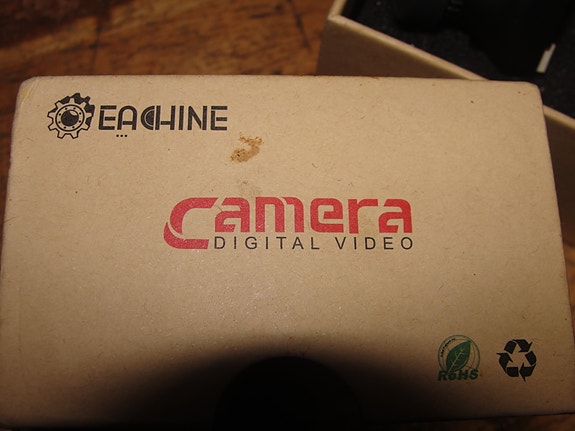 EACHINE
Camera
DIGITAL VIDEO
RoHS